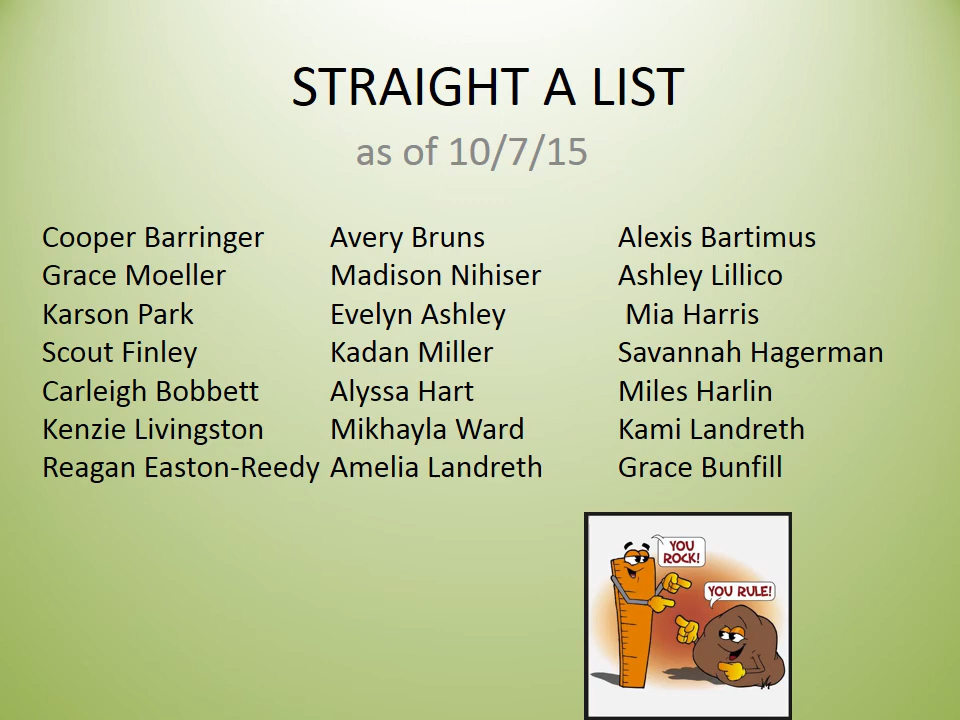 STRAIGHT A LIST
as of 10/7/15
Cooper Barringer Avery Bruns Alexis Bartimus
Grace Moeller Madison Nihiser Ashley Lillico
Karson Park Evelyn Ashley Mia Harris
Scout Finley Kadan Miller Savannah Hagerman
Carleigh Bobbett Alyssa Hart Miles Harlin
Kenzie Livingston Mikhayla Ward Kami Landreth
Reagan Easton-Reedy Amelia Landreth Grace Bunfill
YOU
ROCK!
YOU RULE!